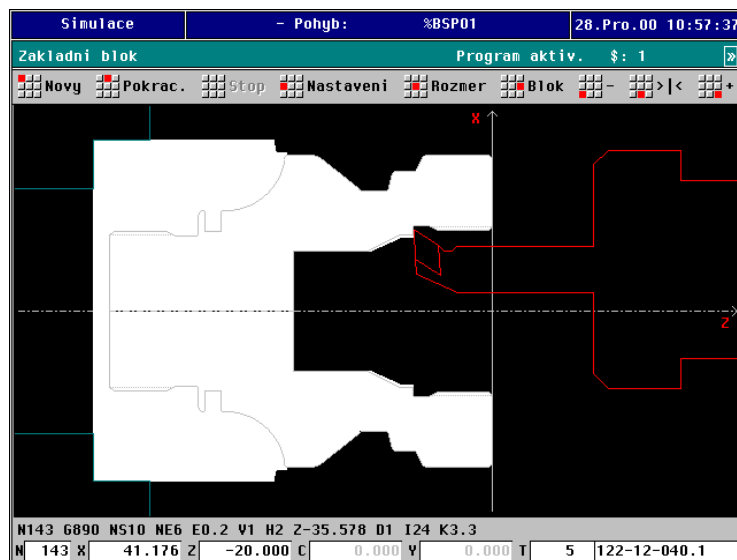 Simulace - Pohyb: %BSP01 28.Pro.00 10:57:37
Zakladni blok Program aktiv. $: 1 »
Novy Pokrac. Stop Nastaveni Rozmer Blok - >|< +
X
Z
N143 G890 NS10 NE6 E0.2 V1 H2 Z-35.578 D1 I24 K3.3
N 143 X 41.176 Z -20.000 C 0.000 Y 0.000 T 5 122-12-040.1